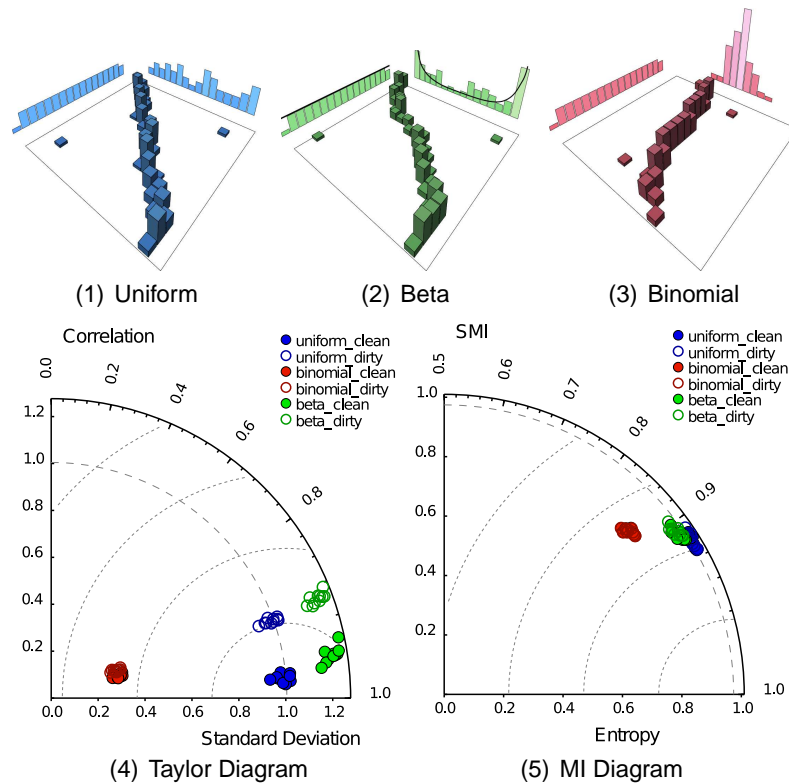 (1) Uniform
(2) Beta
(3) Binomial
Correlation
uniform_clean
uniform_dirty
binomial_clean
binomial_dirty
beta_clean
beta_dirty
0.0
0.2
0.4
0.6
0.8
1.0
1.2
1.0
0.8
0.6
0.4
0.2
0.0
0.2
0.4
0.6
0.8
1.0
1.2
Standard Deviation
(4) Taylor Diagram
SMI
uniform_clean
uniform_dirty
binomial_clean
binomial_dirty
beta_clean
beta_dirty
0.5
0.6
0.7
0.8
0.9
1.0
1.0
0.8
0.6
0.4
0.2
0.0
0.2
0.4
0.6
0.8
1.0
Entropy
(5) MI Diagram